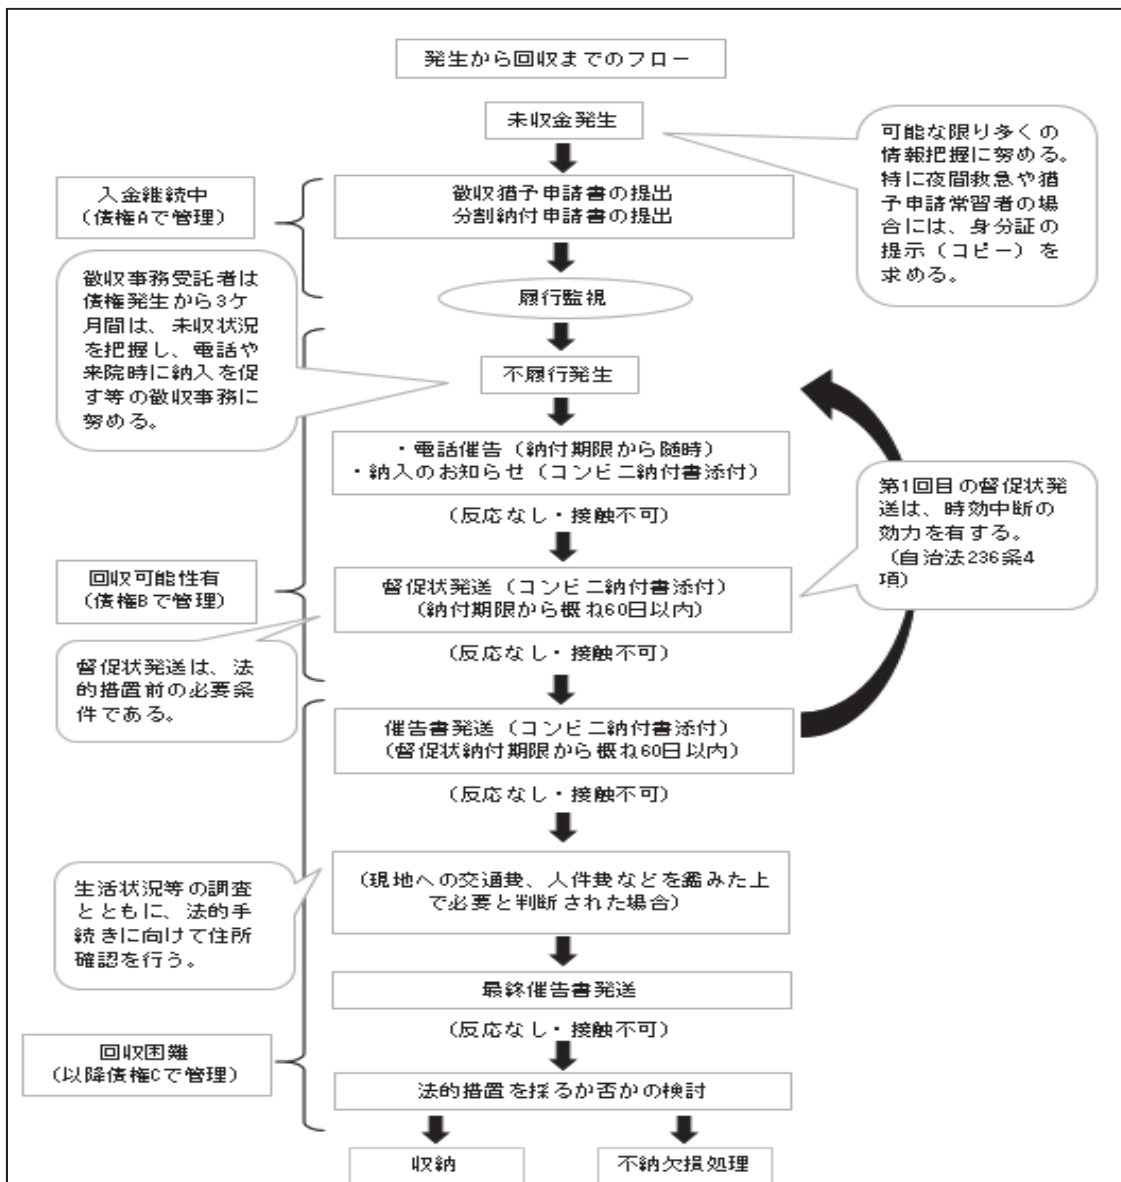 発生から回収までのフロー
未収金発生
可能な限り多くの
情報把握に努める。
特に夜間救急や猶
予申請常習者の場
合には、身分証の
提示（コピー）を
求める。
入金継続中
（債権Aで管理）
徴収猶予申請書の提出
分割納付申請書の提出
徴収事務受託者は
債権発生から3ケ
月間は、未収状況
を把握し、電話や
来院時に納入を促
す等の徴収事務に
努める。
履行監視
不履行発生
・電話催告（納付期限から随時）
・納入のお知らせ（コンビニ納付書添付）
（反応なし・接触不可）
第1回目の督促状発
送は、時効中断の
効力を有する。
（自治法236条4
項）
回収可能性有
（債権Bで管理）
督促状発送（コンビニ納付書添付）
（納付期限から概ね60日以内）
（反応なし・接触不可）
督促状発送は、法
的措置前の必要条
件である。
催告書発送（コンビニ納付書添付）
（督促状納付期限から概ね60日以内）
（反応なし・接触不可）
生活状況等の調査
とともに、法的手
続きに向けて住所
確認を行う。
（現地への交通費、人件費などを鑑みた上
で必要と判断された場合）
最終催告書発送
（反応なし・接触不可）
回収困難
（以降債権Cで管理）
法的措置を採るか否かの検討
収納
不納欠損処理